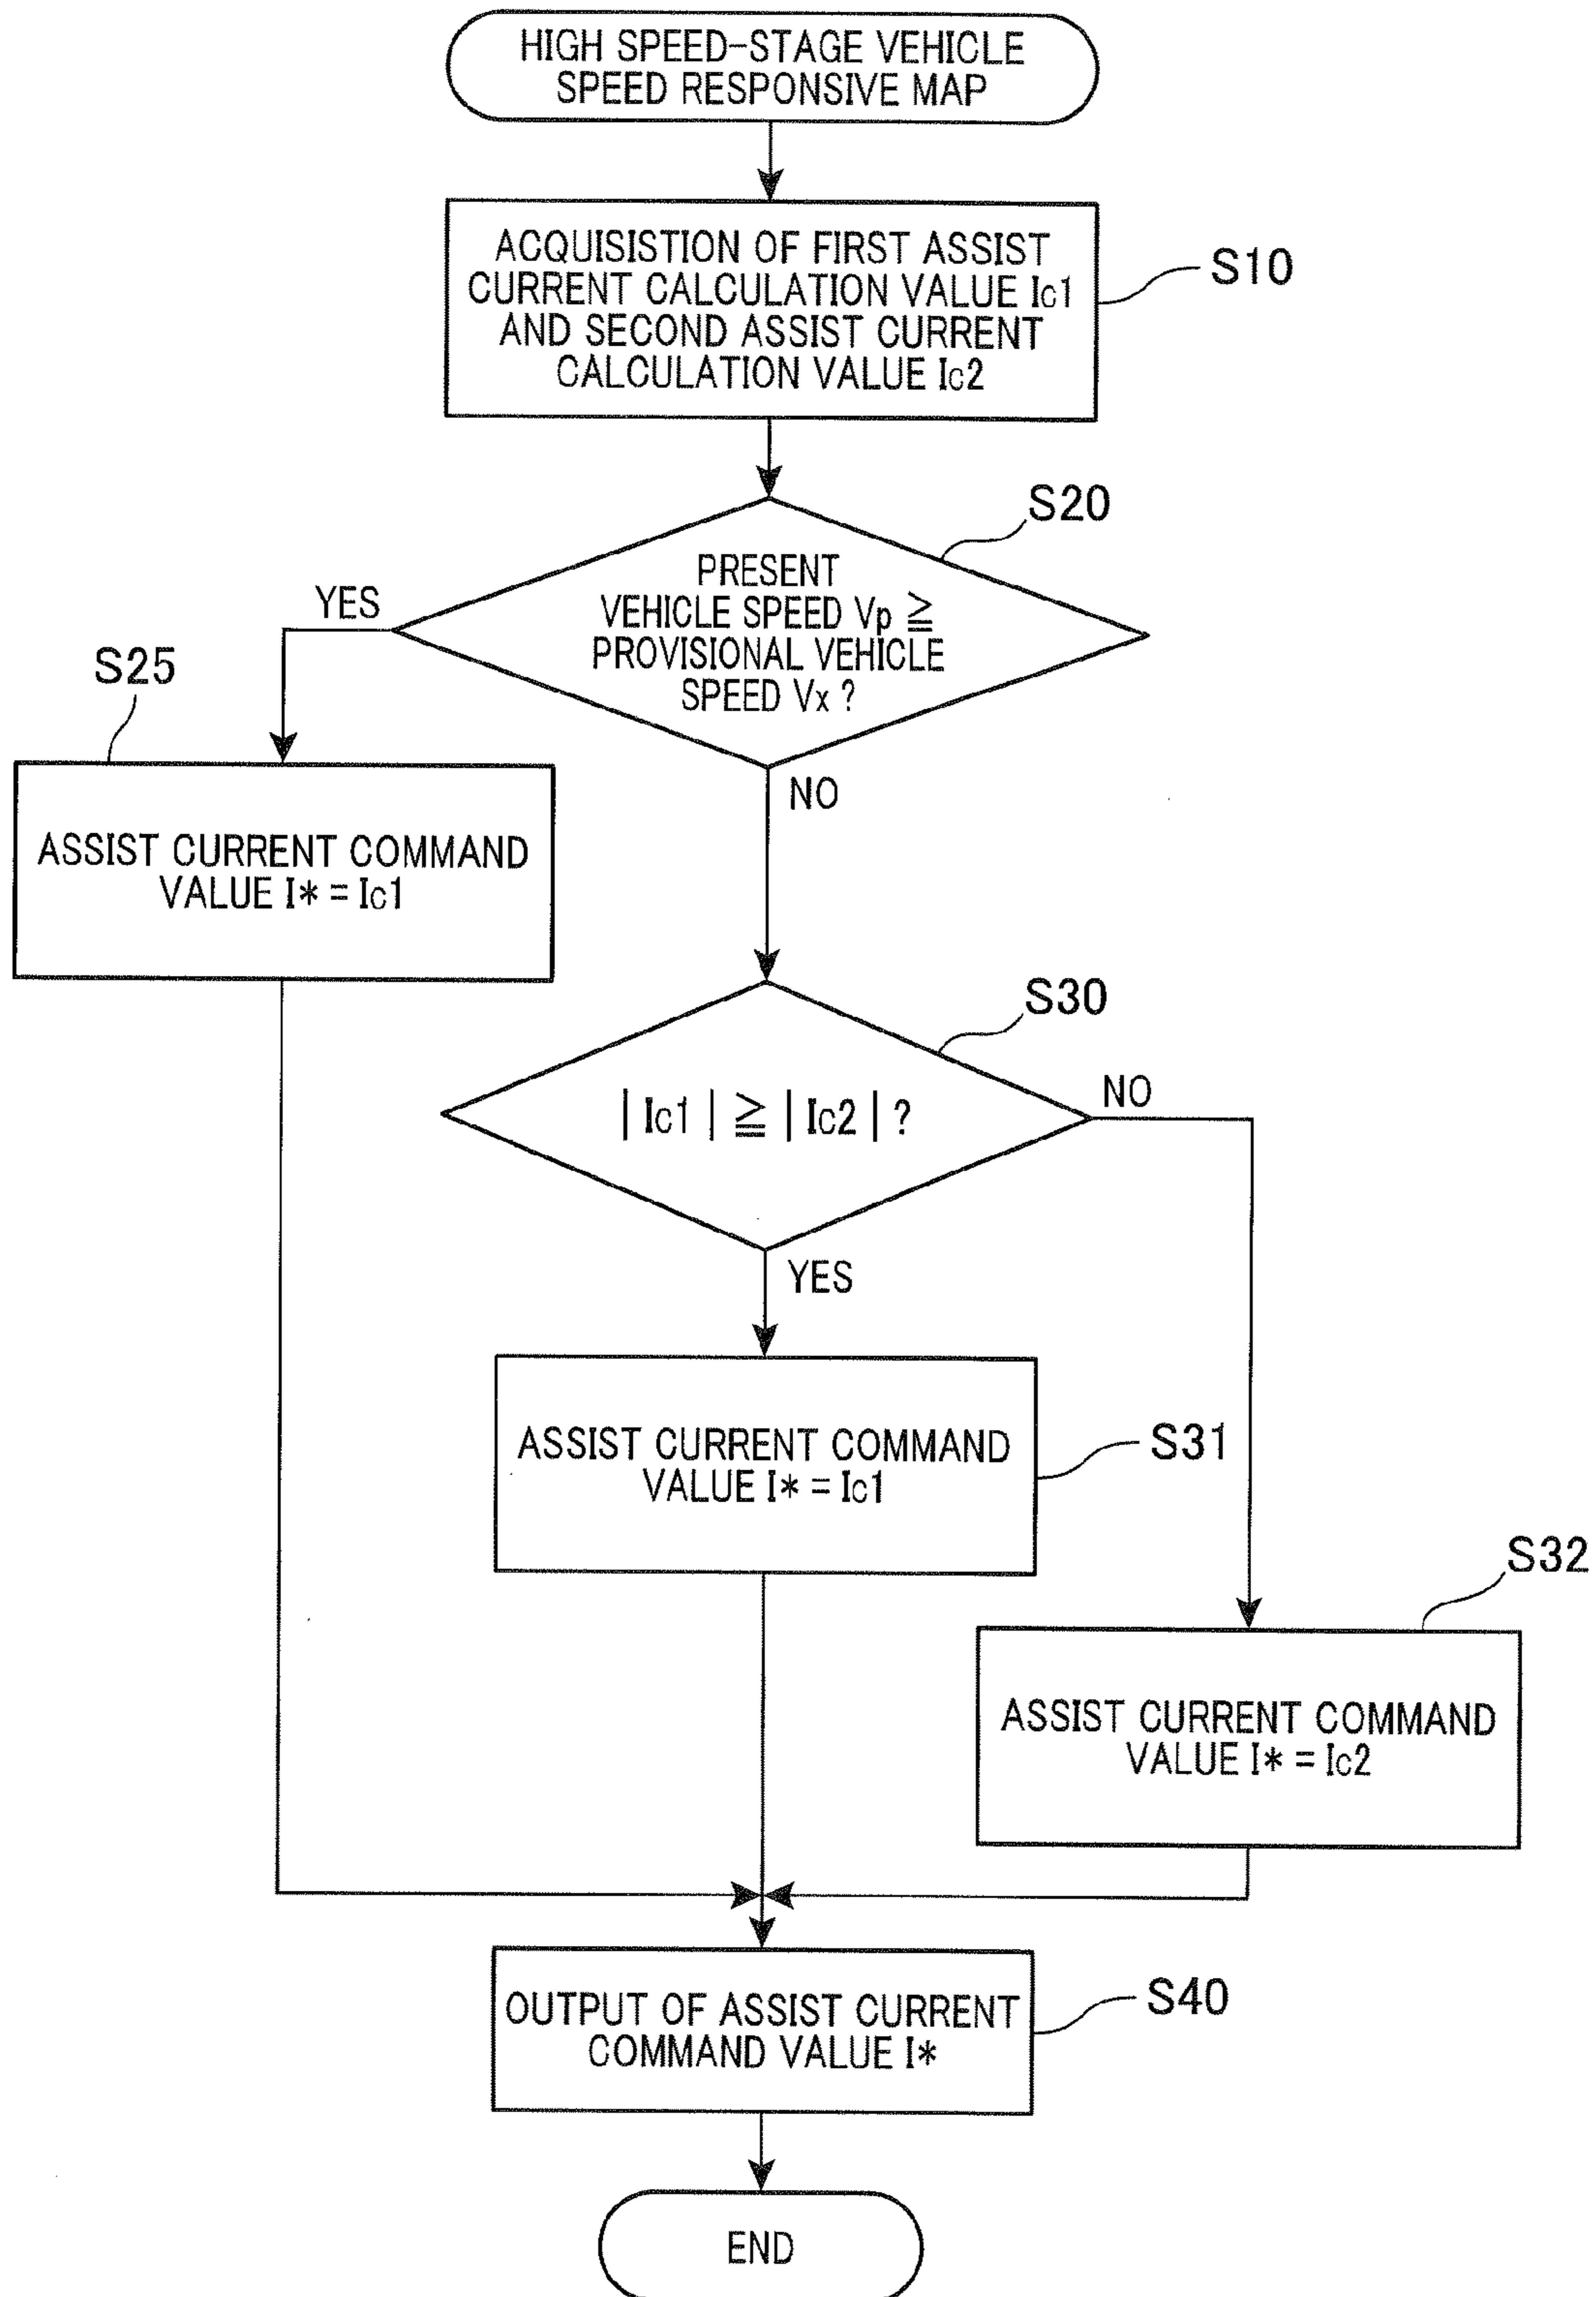 HIGH SPEED-STAGE VEHICLE
SPEED RESPONSIVE MAP
ACQUISISTION OF FIRST ASSIST
CURRENT CALCULATION VALUE Ic1
AND SECOND ASSIST CURRENT
CALCULATION VALUE Ic2
S10
S20
PRESENT
VEHICLE SPEED Vp ≧
PROVISIONAL VEHICLE
SPEED Vx ?
YES
NO
S25
ASSIST CURRENT COMMAND
VALUE I* = Ic1
S30
| Ic1 | ≧ | Ic2 | ?
NO
YES
ASSIST CURRENT COMMAND
VALUE I* = Ic1
S31
S32
ASSIST CURRENT COMMAND
VALUE I* = Ic2
OUTPUT OF ASSIST CURRENT
COMMAND VALUE I*
S40
END